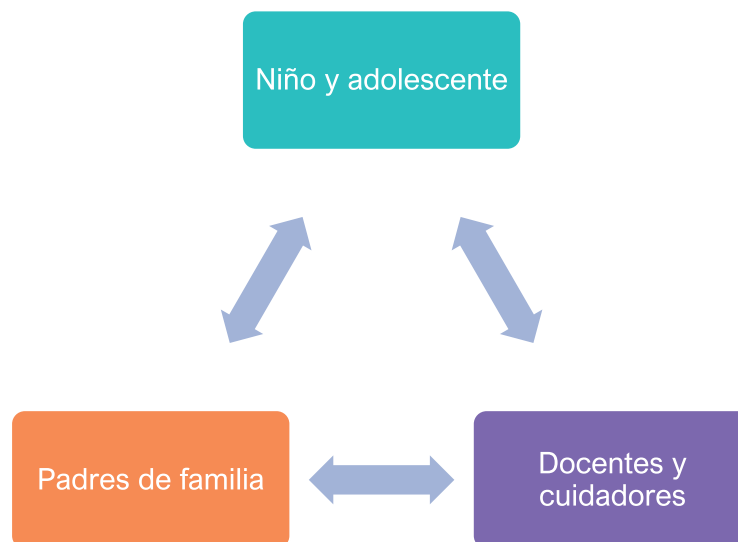 Niño y adolescente
Padres de familia
Docentes y
cuidadores